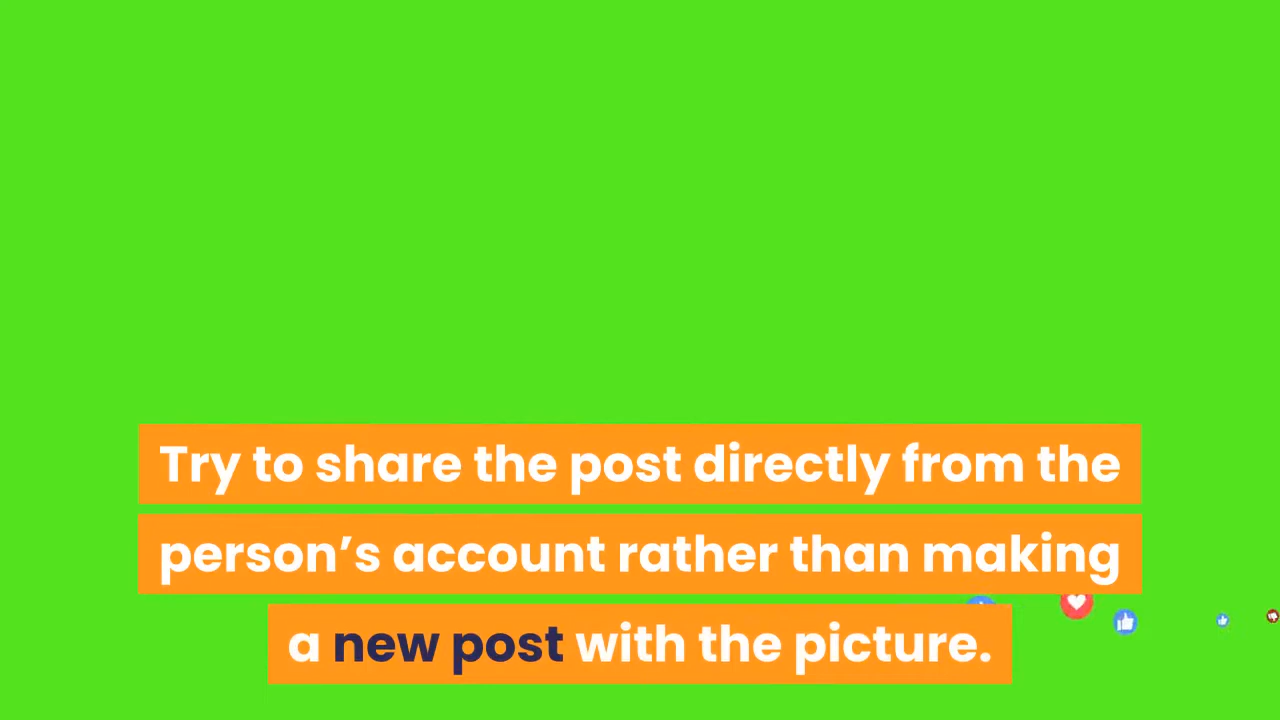 Try to share the post directly from the
person’s account rather than making
a new post with the picture.